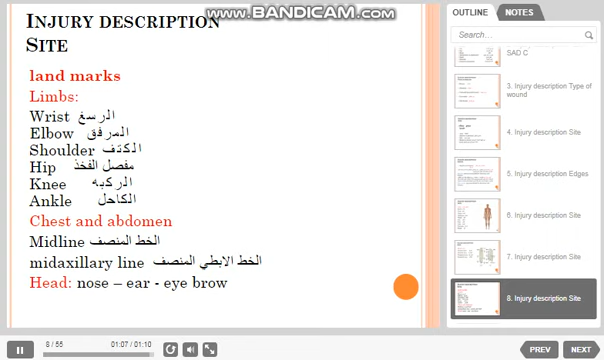 INJURY DESCRIPTION
SITE
www.BANDICAM.com
land marks
Limbs:
Wrist الرسغ
Elbow المرفق
Shoulder الكتف
Hip مفصل الفخذ
Knee الركبه
Ankle الكاحل
Chest and abdomen
Midline الخط المنصف
midaxillary line الخط الابطي المنصف
Head: nose – ear - eye brow
OUTLINE NOTES
Search...
SAD C
3. Injury description Type of
wound
4. Injury description Site
5. Injury description Edges
6. Injury description Site
7. Injury description Site
8. Injury description Site
8 / 55
01:07 / 01:10
PREV NEXT